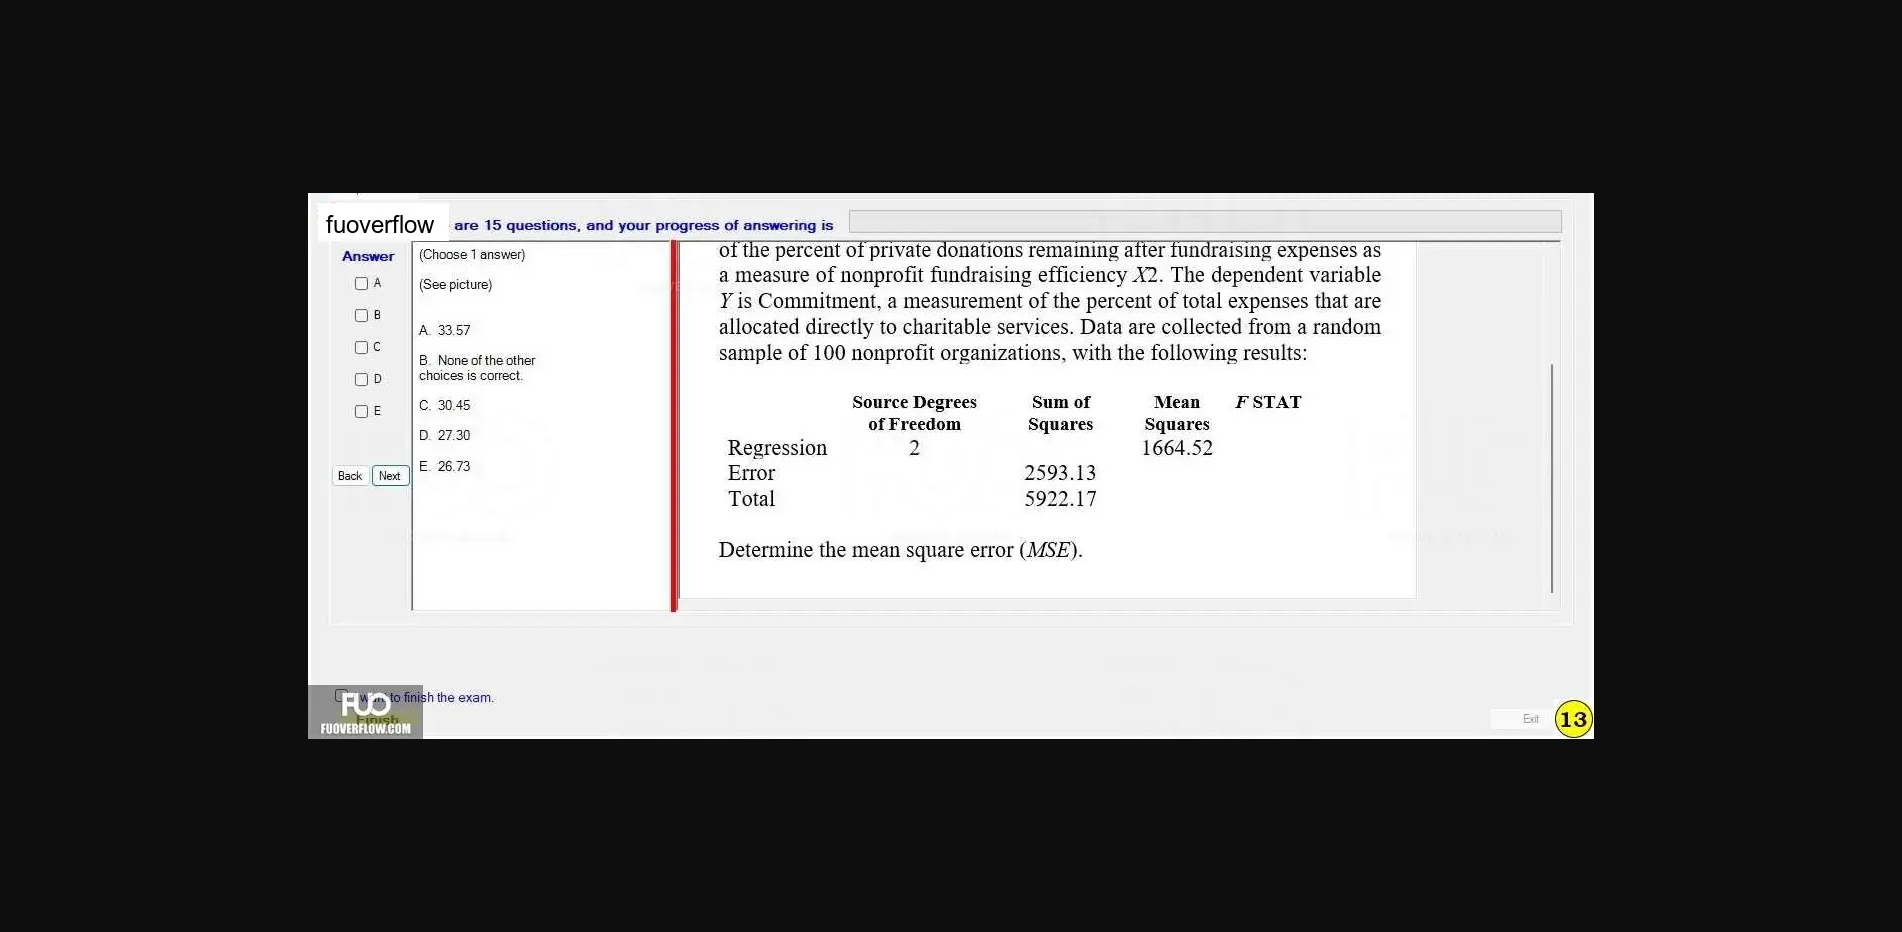 fuoverflow are 15 questions, and your progress of answering is
Answer
A
B
C
D
E
Back Next
(Choose 1 answer)
(See picture)
A. 33.57
B. None of the other
choices is correct.
C. 30.45
D. 27.30
E. 26.73
of the percent of private donations remaining after fundraising expenses as
a measure of nonprofit fundraising efficiency X2. The dependent variable
Y is Commitment, a measurement of the percent of total expenses that are
allocated directly to charitable services. Data are collected from a random
sample of 100 nonprofit organizations, with the following results:
Source Degrees Sum of Mean F STAT
of Freedom Squares Squares
Regression 2 1664.52
Error 2593.13
Total 5922.17
Determine the mean square error (MSE).
want to finish the exam.
Finish
FUO
FUOVERFLOW.COM
Exit 13